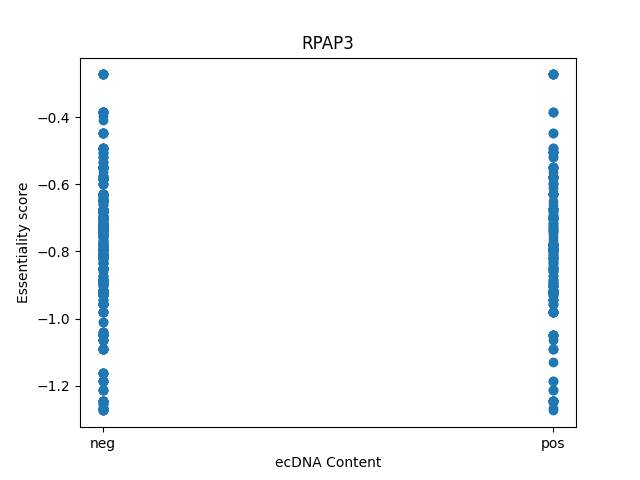 RPAP3
Essentiality score
−0.4
−0.6
−0.8
−1.0
−1.2
neg
pos
ecDNA Content